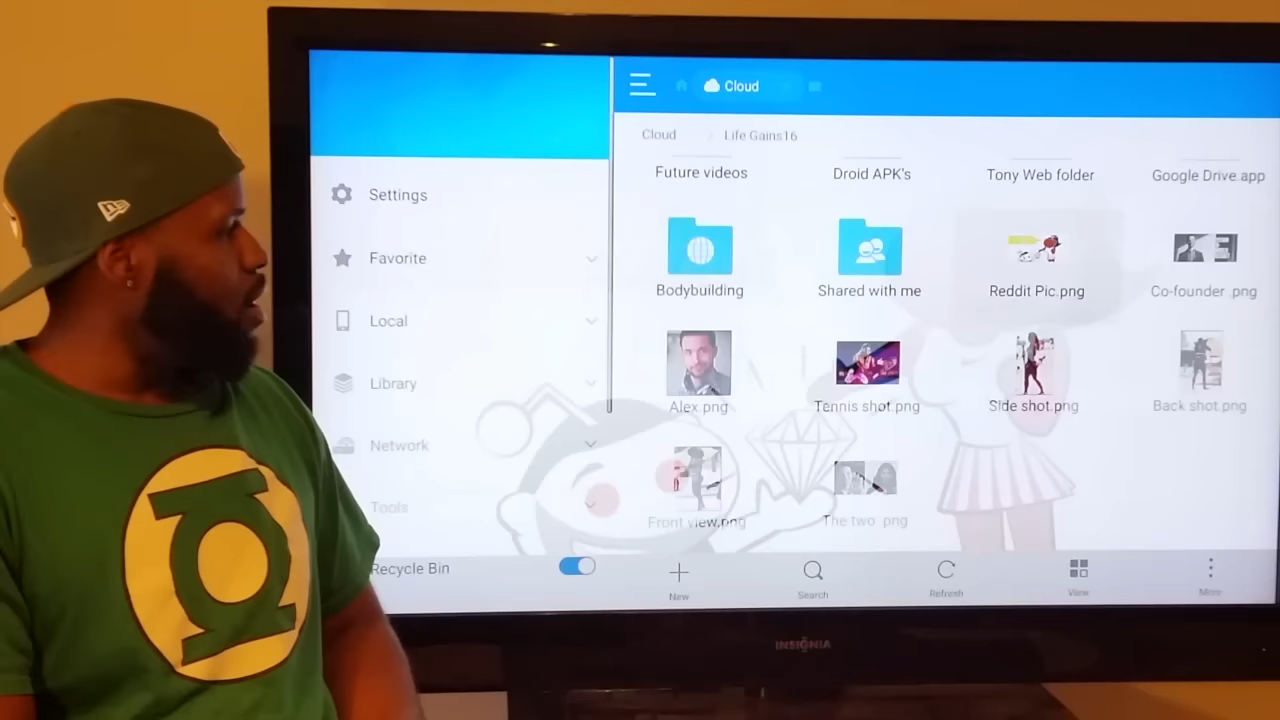 Cloud
Cloud Life Gains16
Future videos Droid APK's Tony Web folder Google Drive.app
Settings
Favorite
Bodybuilding Shared with me Reddit Pic.png Co-founder .png
Local
Library
Alex.png Tennis shot.png Side shot.png Back shot.png
Network
Tools
Front view.png The two .png
Recycle Bin
New Search Refresh View More
INSIGNIA